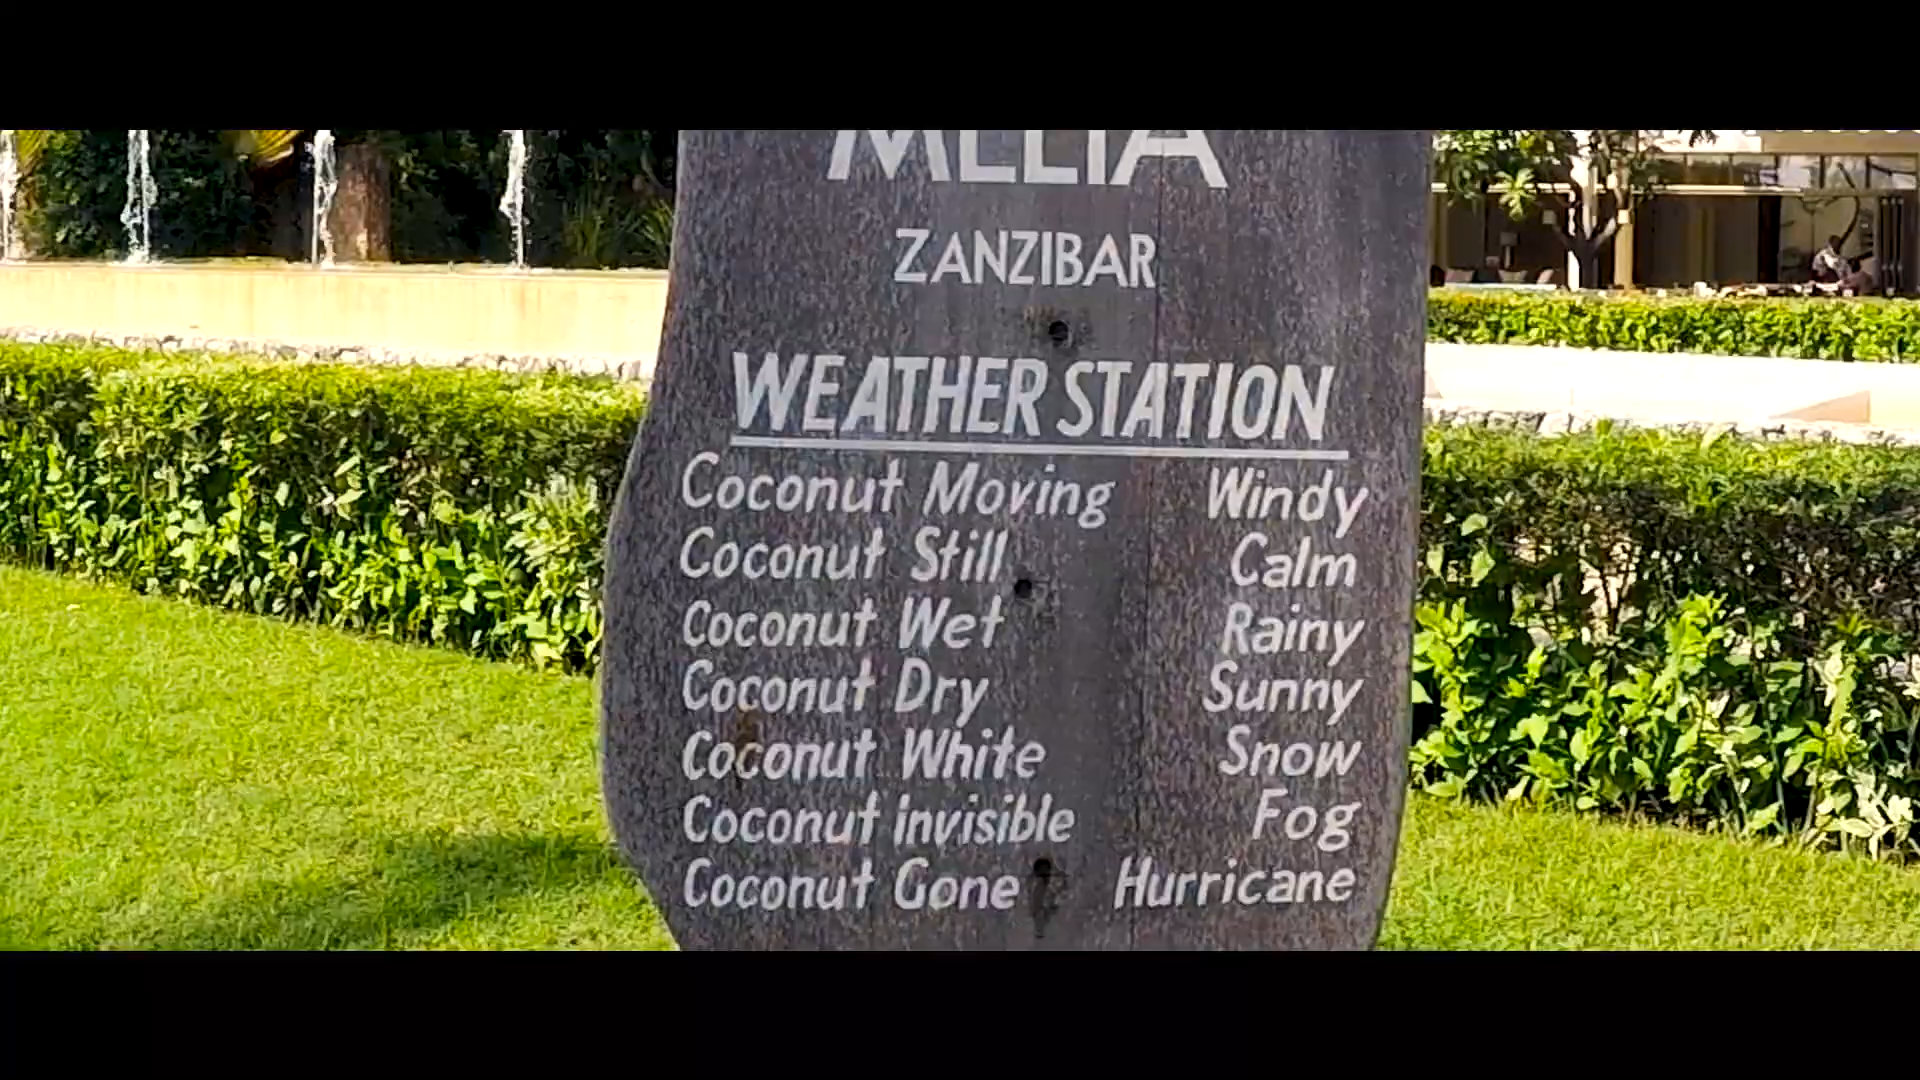 MELIA
ZANZIBAR
WEATHER STATION
Coconut Moving Windy
Coconut Still Calm
Coconut Wet Rainy
Coconut Dry Sunny
Coconut White Snow
Coconut Invisible Fog
Coconut Gone Hurricane